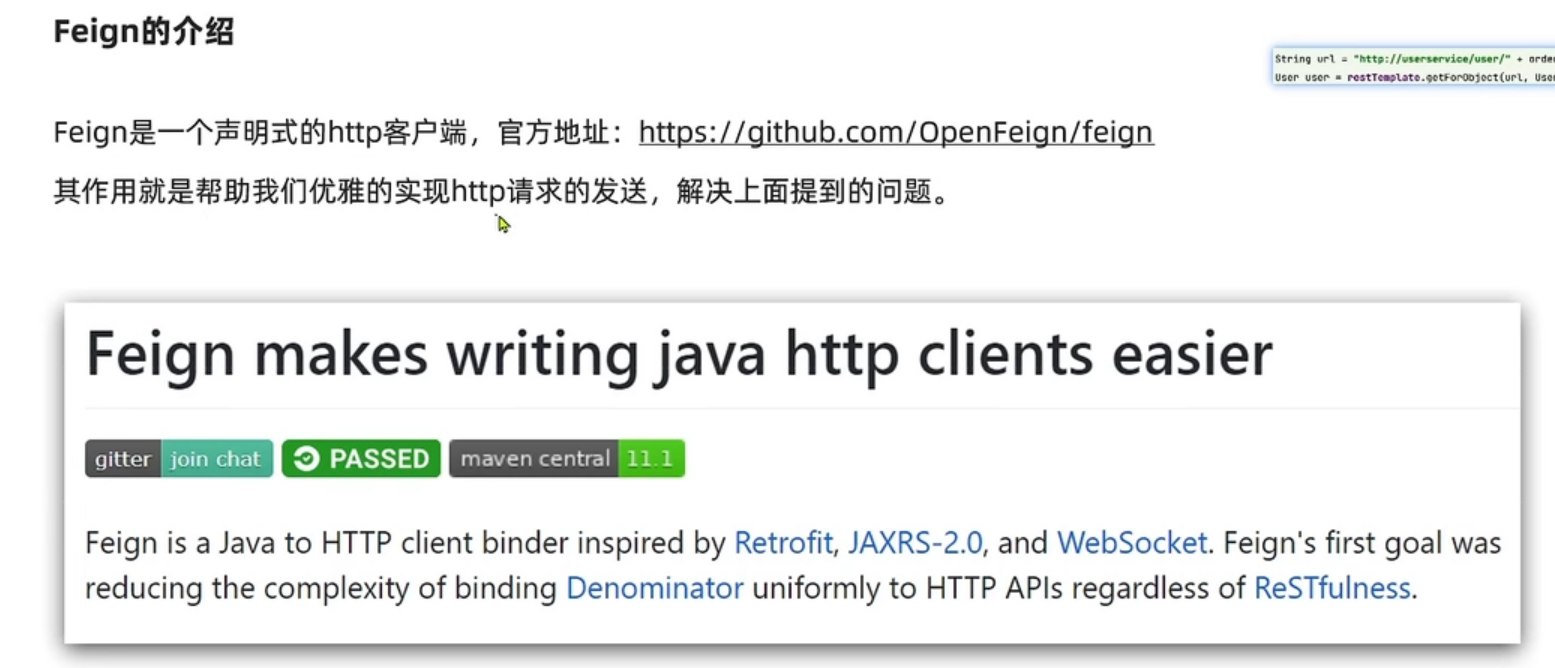 Feign的介绍
String url = "http://userservice/user/" +
User user = restTemplate.getForObject(url,
Feign是一个声明式的http客户端，官方地址：https://github.com/OpenFeign/feign
其作用就是帮助我们优雅的实现http请求的发送，解决上面提到的问题。
Feign makes writing java http clients easier
gitter join chat PASSED maven central 11.1
Feign is a Java to HTTP client binder inspired by Retrofit, JAXRS-2.0, and WebSocket. Feign's first goal was
reducing the complexity of binding Denominator uniformly to HTTP APIs regardless of ReSTfulness.